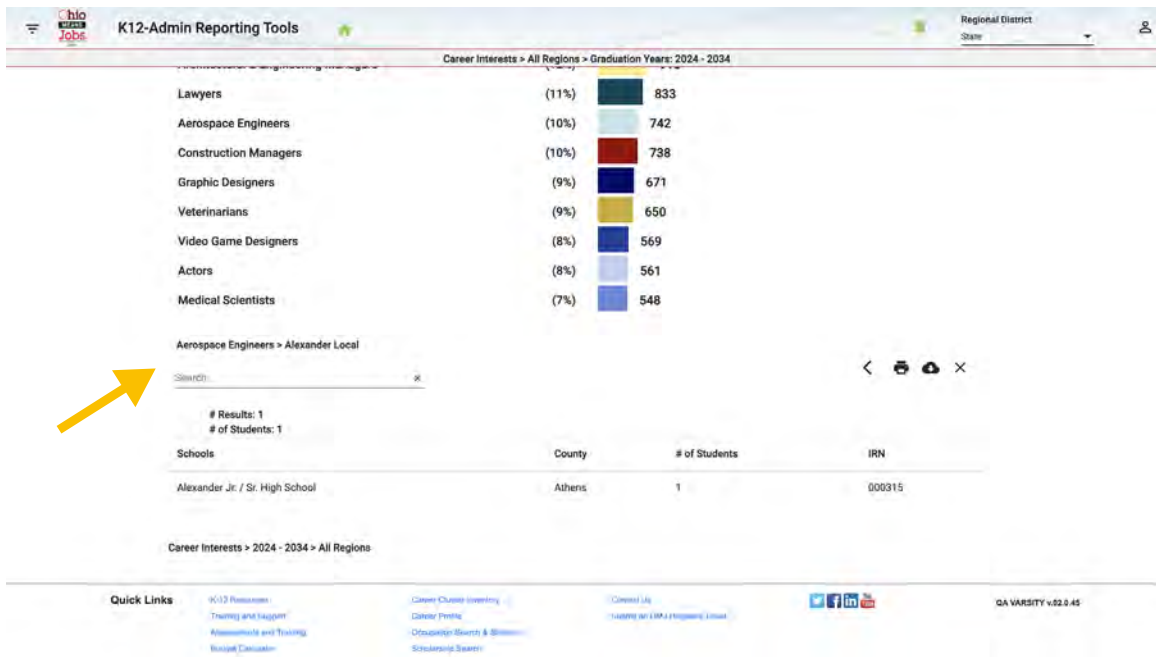 Ohio
MEANS
Jobs
K12-Admin Reporting Tools
Regional District
State
Career Interests > All Regions > Graduation Years: 2024 - 2034
Lawyers (11%) 833
Aerospace Engineers (10%) 742
Construction Managers (10%) 738
Graphic Designers (9%) 671
Veterinarians (9%) 650
Video Game Designers (8%) 569
Actors (8%) 561
Medical Scientists (7%) 548
Aerospace Engineers > Alexander Local
Search
# Results: 1
# of Students: 1
Schools County # of Students IRN
Alexander Jr. / Sr. High School Athens 1 000315
Career Interests > 2024 - 2034 > All Regions
Quick Links K-12 Resources Career Cluster Inventory Contact Us QA VARSITY v.02.0.45
Training and Support Career Profile
Assessments and Training Occupation Search &
Budget Calculator Scholarship Search